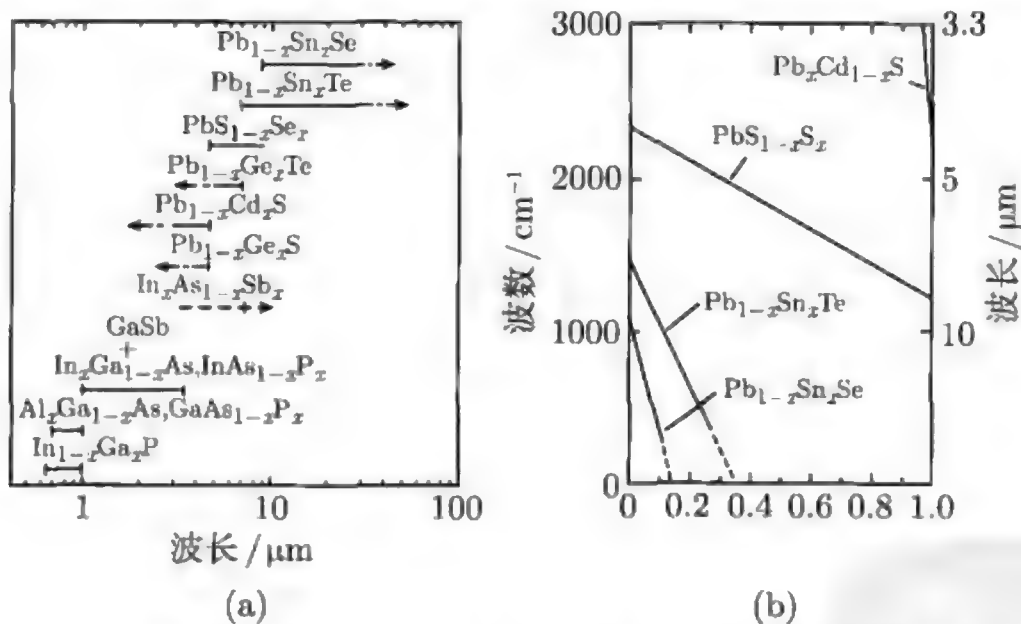 Pb₁₋ₓSnₓSe
Pb₁₋ₓSnₓTe
PbS₁₋ₓSeₓ
Pb₁₋ₓGeₓTe
Pb₁₋ₓCdₓS
Pb₁₋ₓGeₓS
InₓAs₁₋ₓSbₓ
GaSb
InₓGa₁₋ₓAs,InAs₁₋ₓPₓ
AlₓGa₁₋ₓAs,GaAs₁₋ₓPₓ
In₁₋ₓGaₓP
1 10 100
波长/μm
(a)
波数/cm⁻¹
3000
2000
1000
0
PbₓCd₁₋ₓS
PbS₁₋ₓSₓ
Pb₁₋ₓSnₓTe
Pb₁₋ₓSnₓSe
3.3
5
10
波长/μm
0 0.2 0.4 0.6 0.8 1.0
(b)